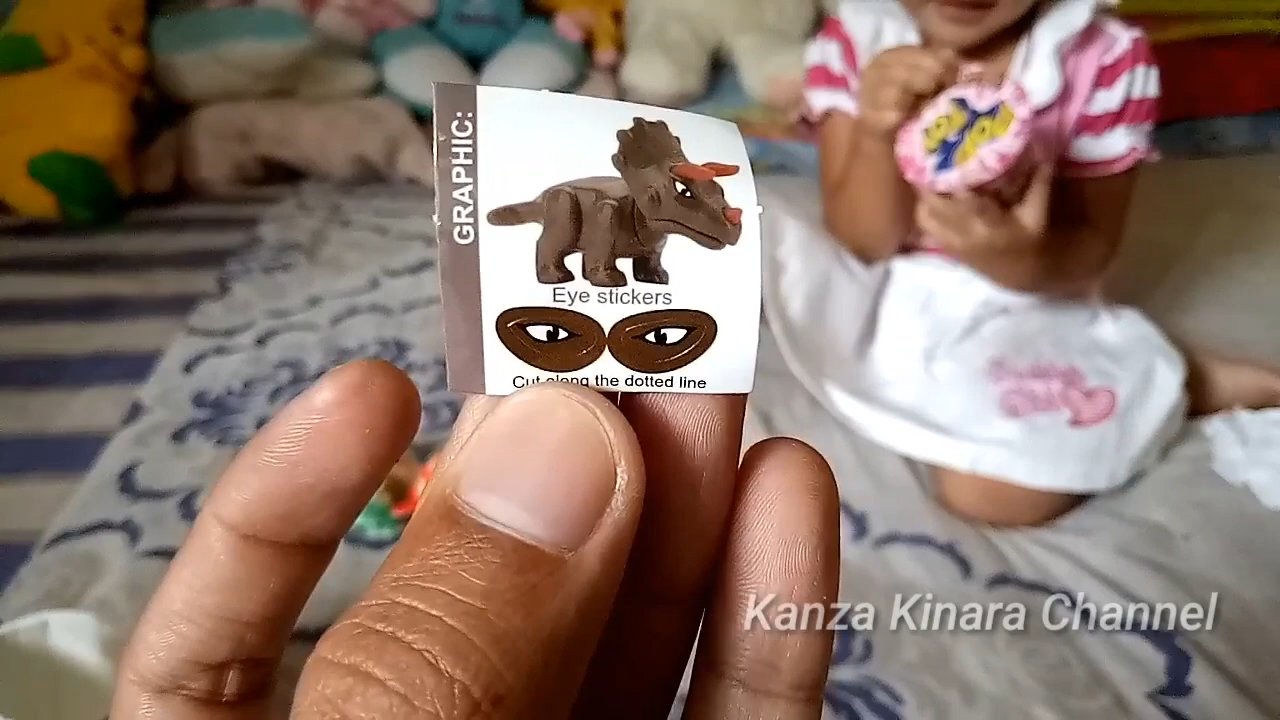 GRAPHIC:
Eye stickers
Cut along the dotted line
Kanza Kinara Channel